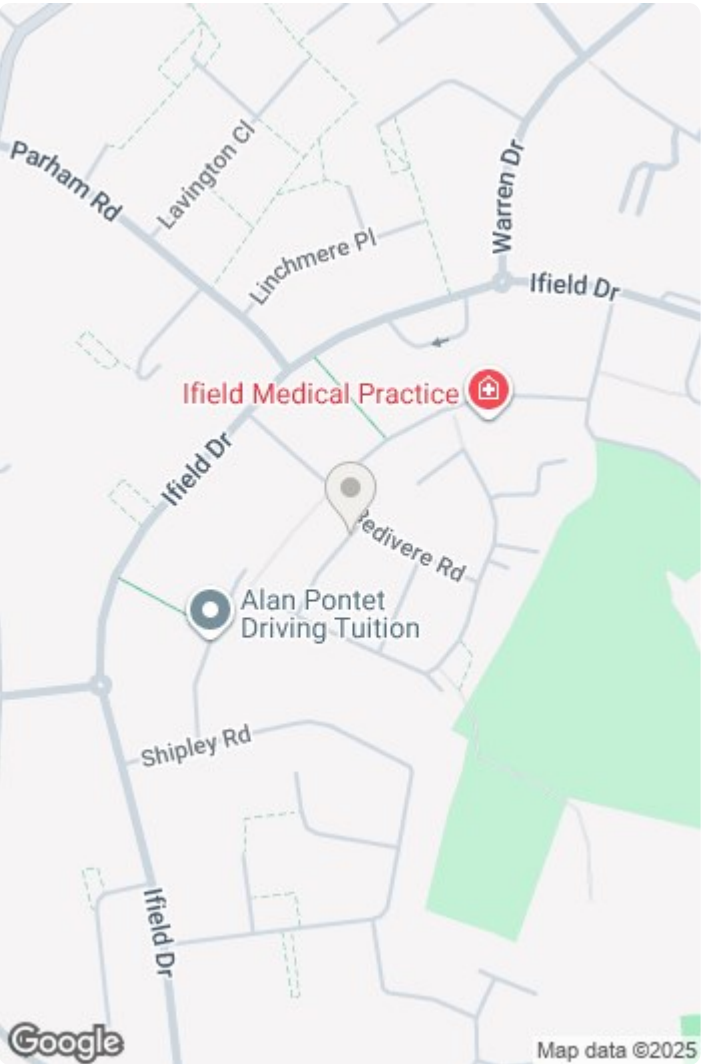 Parham Rd
Lavington Cl
Linchmere Pl
Warren Dr
Ifield Dr
Ifield Medical Practice
Ifield Dr
Bedivere Rd
Alan Pontet
Driving Tuition
Shipley Rd
Ifield Dr
Google
Map data ©2025